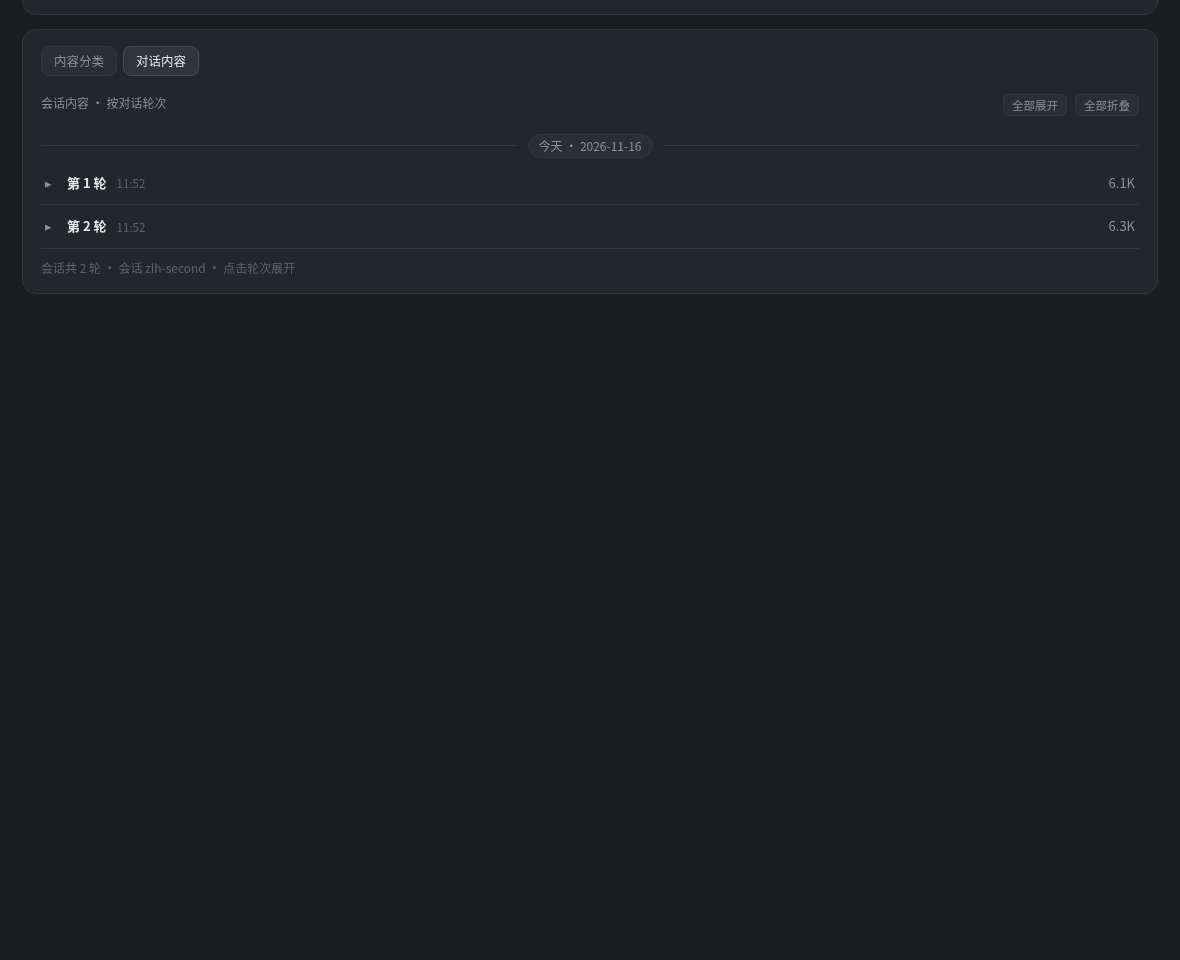 内容分类 对话内容
会话内容 • 按对话轮次 全部展开 全部折叠
今天 • 2026-11-16
▸ 第 1 轮 11:52 6.1K
▸ 第 2 轮 11:52 6.3K
会话共 2 轮 • 会话 zlh-second • 点击轮次展开